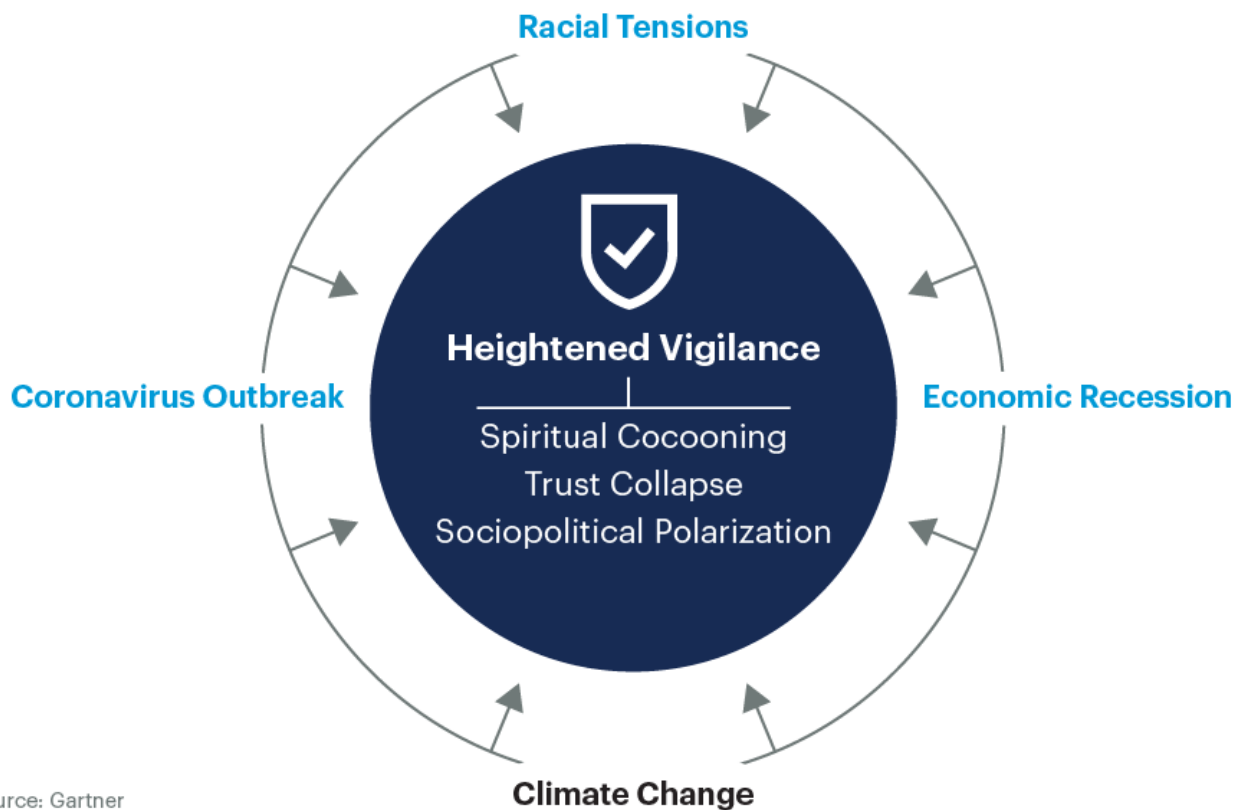 Racial Tensions
Heightened Vigilance
Coronavirus Outbreak
Economic Recession
Spiritual Cocooning
Trust Collapse
Sociopolitical Polarization
Climate Change
urce: Gartner